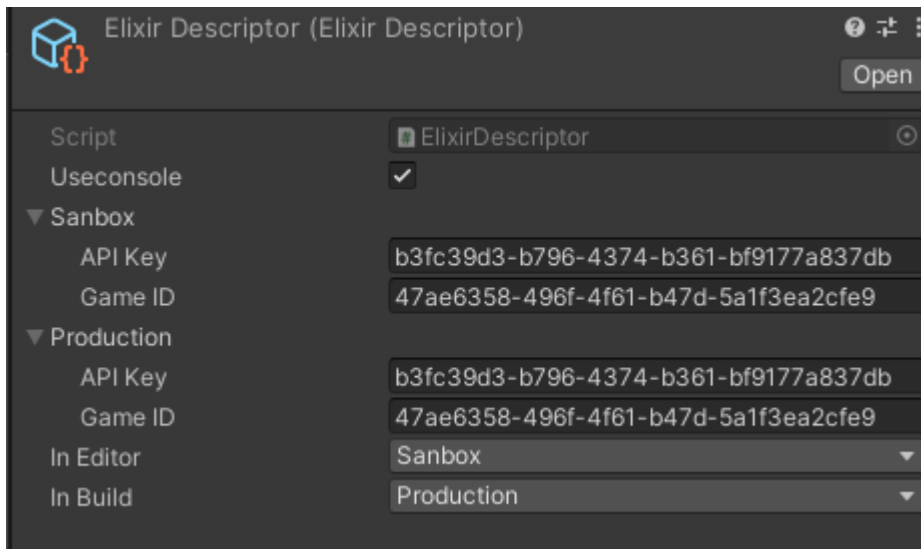 Elixir Descriptor (Elixir Descriptor)
Open
Script ElixirDescriptor
Useconsole
Sanbox
API Key b3fc39d3-b796-4374-b361-bf9177a837db
Game ID 47ae6358-496f-4f61-b47d-5a1f3ea2cfe9
Production
API Key b3fc39d3-b796-4374-b361-bf9177a837db
Game ID 47ae6358-496f-4f61-b47d-5a1f3ea2cfe9
In Editor Sanbox
In Build Production